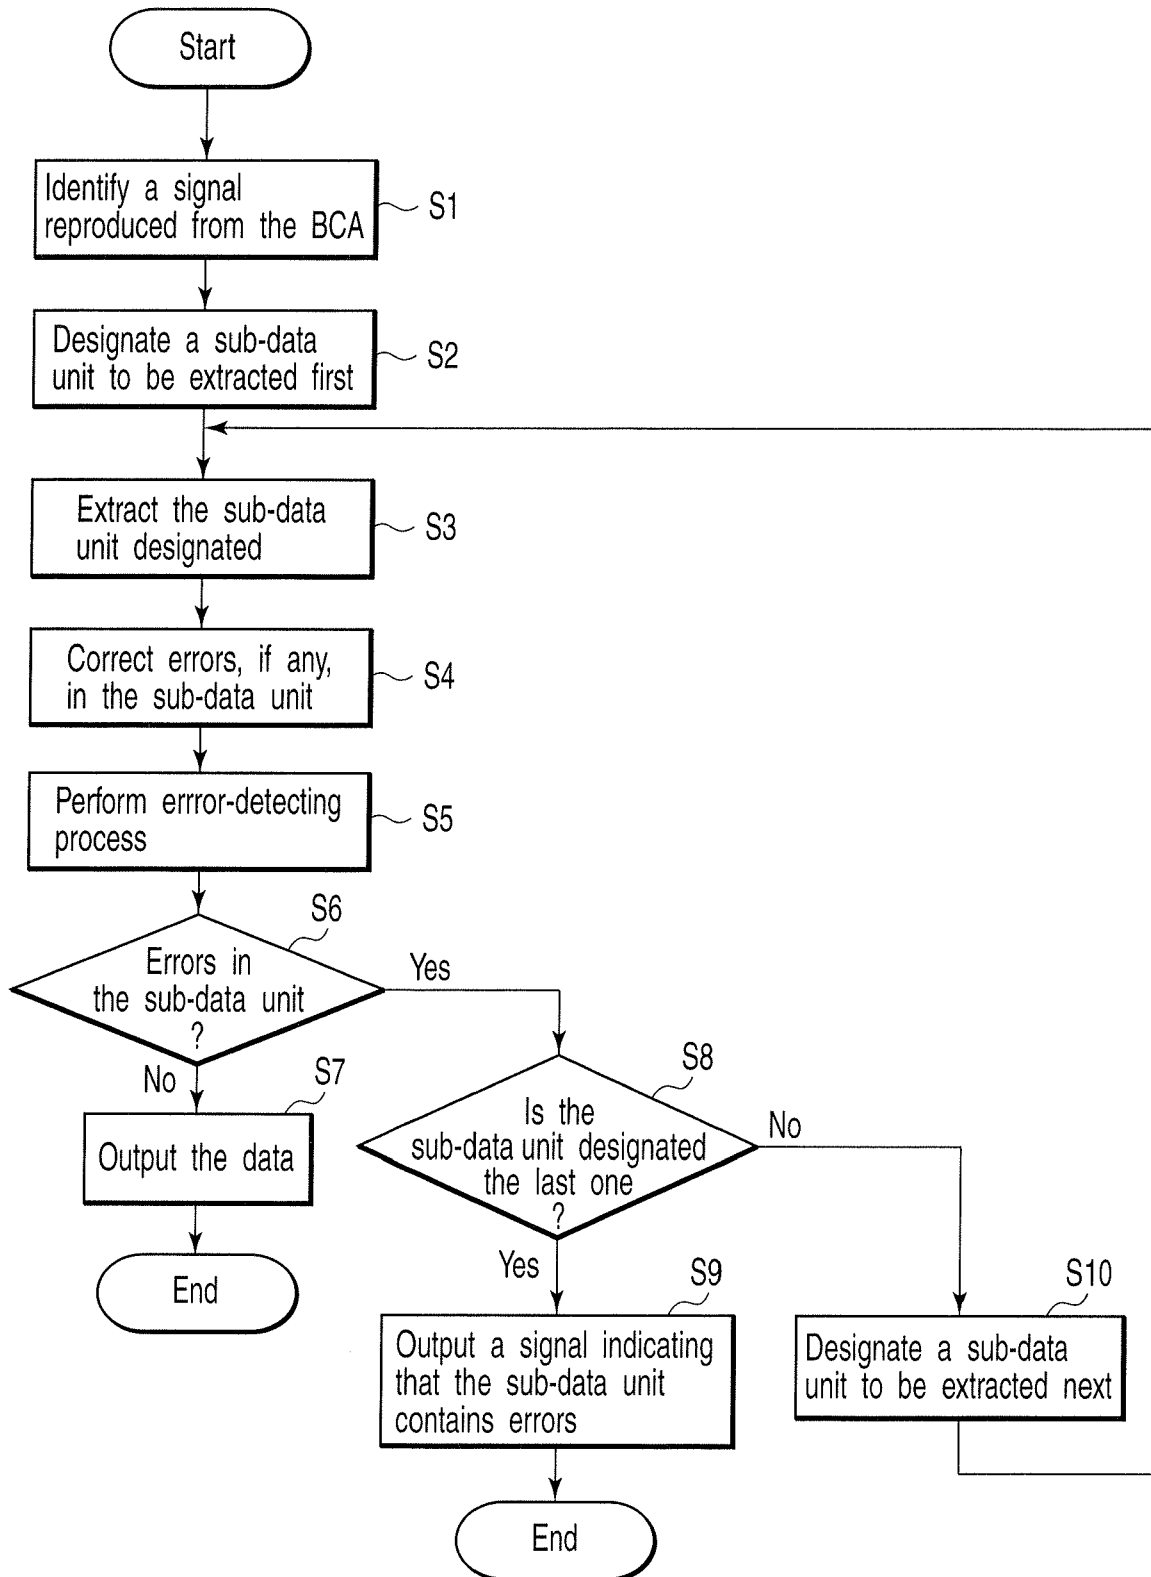 Start
Identify a signal
reproduced from the BCA
S1
Designate a sub-data
unit to be extracted first
S2
Extract the sub-data
unit designated
S3
Correct errors, if any,
in the sub-data unit
S4
Perform errror-detecting
process
S5
S6
Errors in
the sub-data unit
?
Yes
No
S7
Output the data
End
S8
Is the
sub-data unit designated
the last one
?
No
Yes
S9
Output a signal indicating
that the sub-data unit
contains errors
End
S10
Designate a sub-data
unit to be extracted next